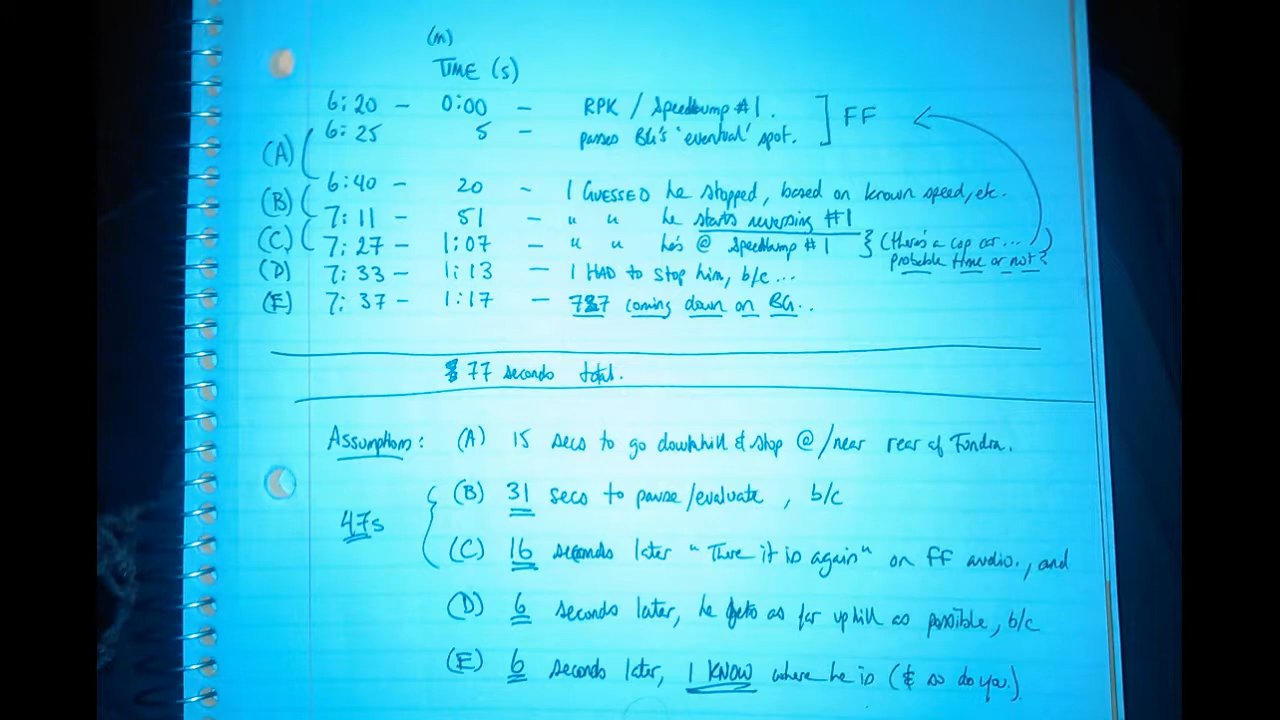 (m)
TIME (s)
6:20 - 0:00 - RPK / Speedbump #1. ] FF
6:25 5 - passes BG's 'eventual' spot.
(A)
6:40 - 20 - I GUESSED he stopped, based on known speed, etc.
(B)
7:11 - 51 - " " he starts reversing #1
(C) 7:27 - 1:07 - " " he's @ Speedbump #1 } (there's a cop car... )
probable time or not?
(D) 7:33 - 1:13 - I HAD to stop him, b/c ...
(E) 7:37 - 1:17 - 727 coming down on BG..
77 seconds total.
Assumptions: (A) 15 secs to go downhill & stop @/near rear of Tundra.
(B) 31 secs to pause/evaluate, b/c
47s
(C) 16 seconds later "There it is again" on FF audio., and
(D) 6 seconds later, he gets as far uphill as possible, b/c
(E) 6 seconds later, I KNOW where he is (& so do you.)